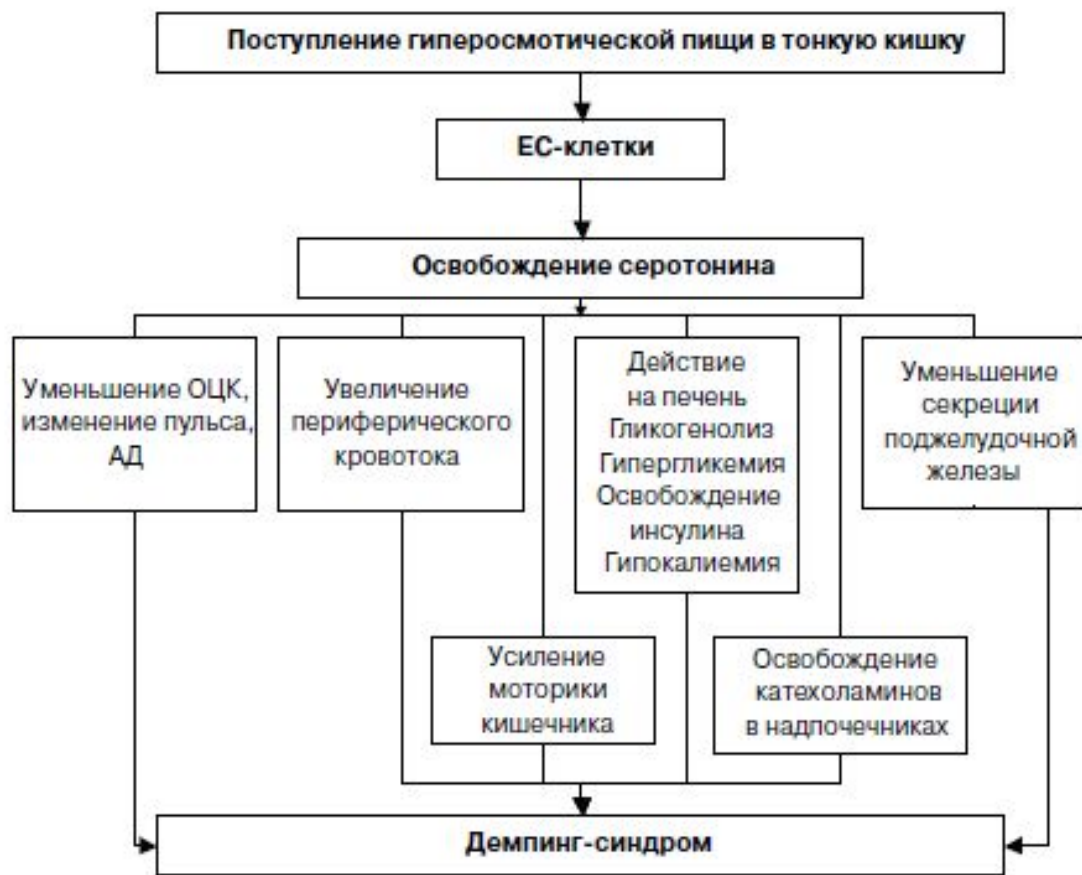 Поступление гиперосмотической пищи в тонкую кишку
ЕС-клетки
Освобождение серотонина
Уменьшение ОЦК,
изменение пульса,
АД
Увеличение
периферического
кровотока
Действие
на печень
Гликогенолиз
Гипергликемия
Освобождение
инсулина
Гипокалиемия
Уменьшение
секреции
поджелудочной
железы
Усиление
моторики
кишечника
Освобождение
катехоламинов
в надпочечниках
Демпинг-синдром